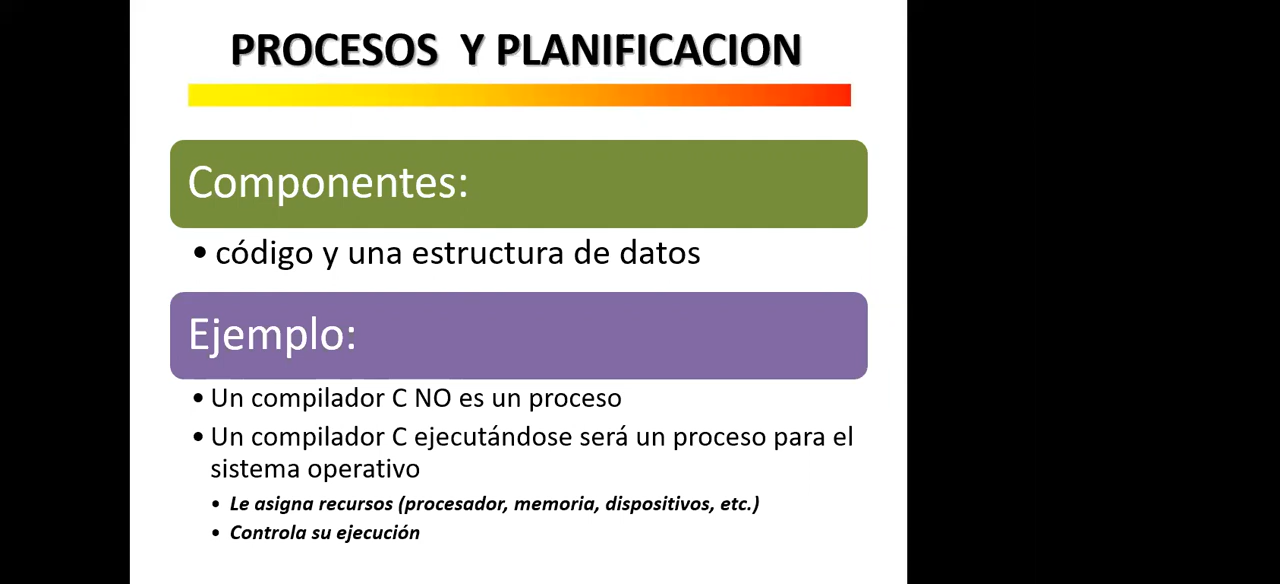 PROCESOS Y PLANIFICACION
Componentes:
• código y una estructura de datos
Ejemplo:
• Un compilador C NO es un proceso
• Un compilador C ejecutándose será un proceso para el
sistema operativo
• Le asigna recursos (procesador, memoria, dispositivos, etc.)
• Controla su ejecución